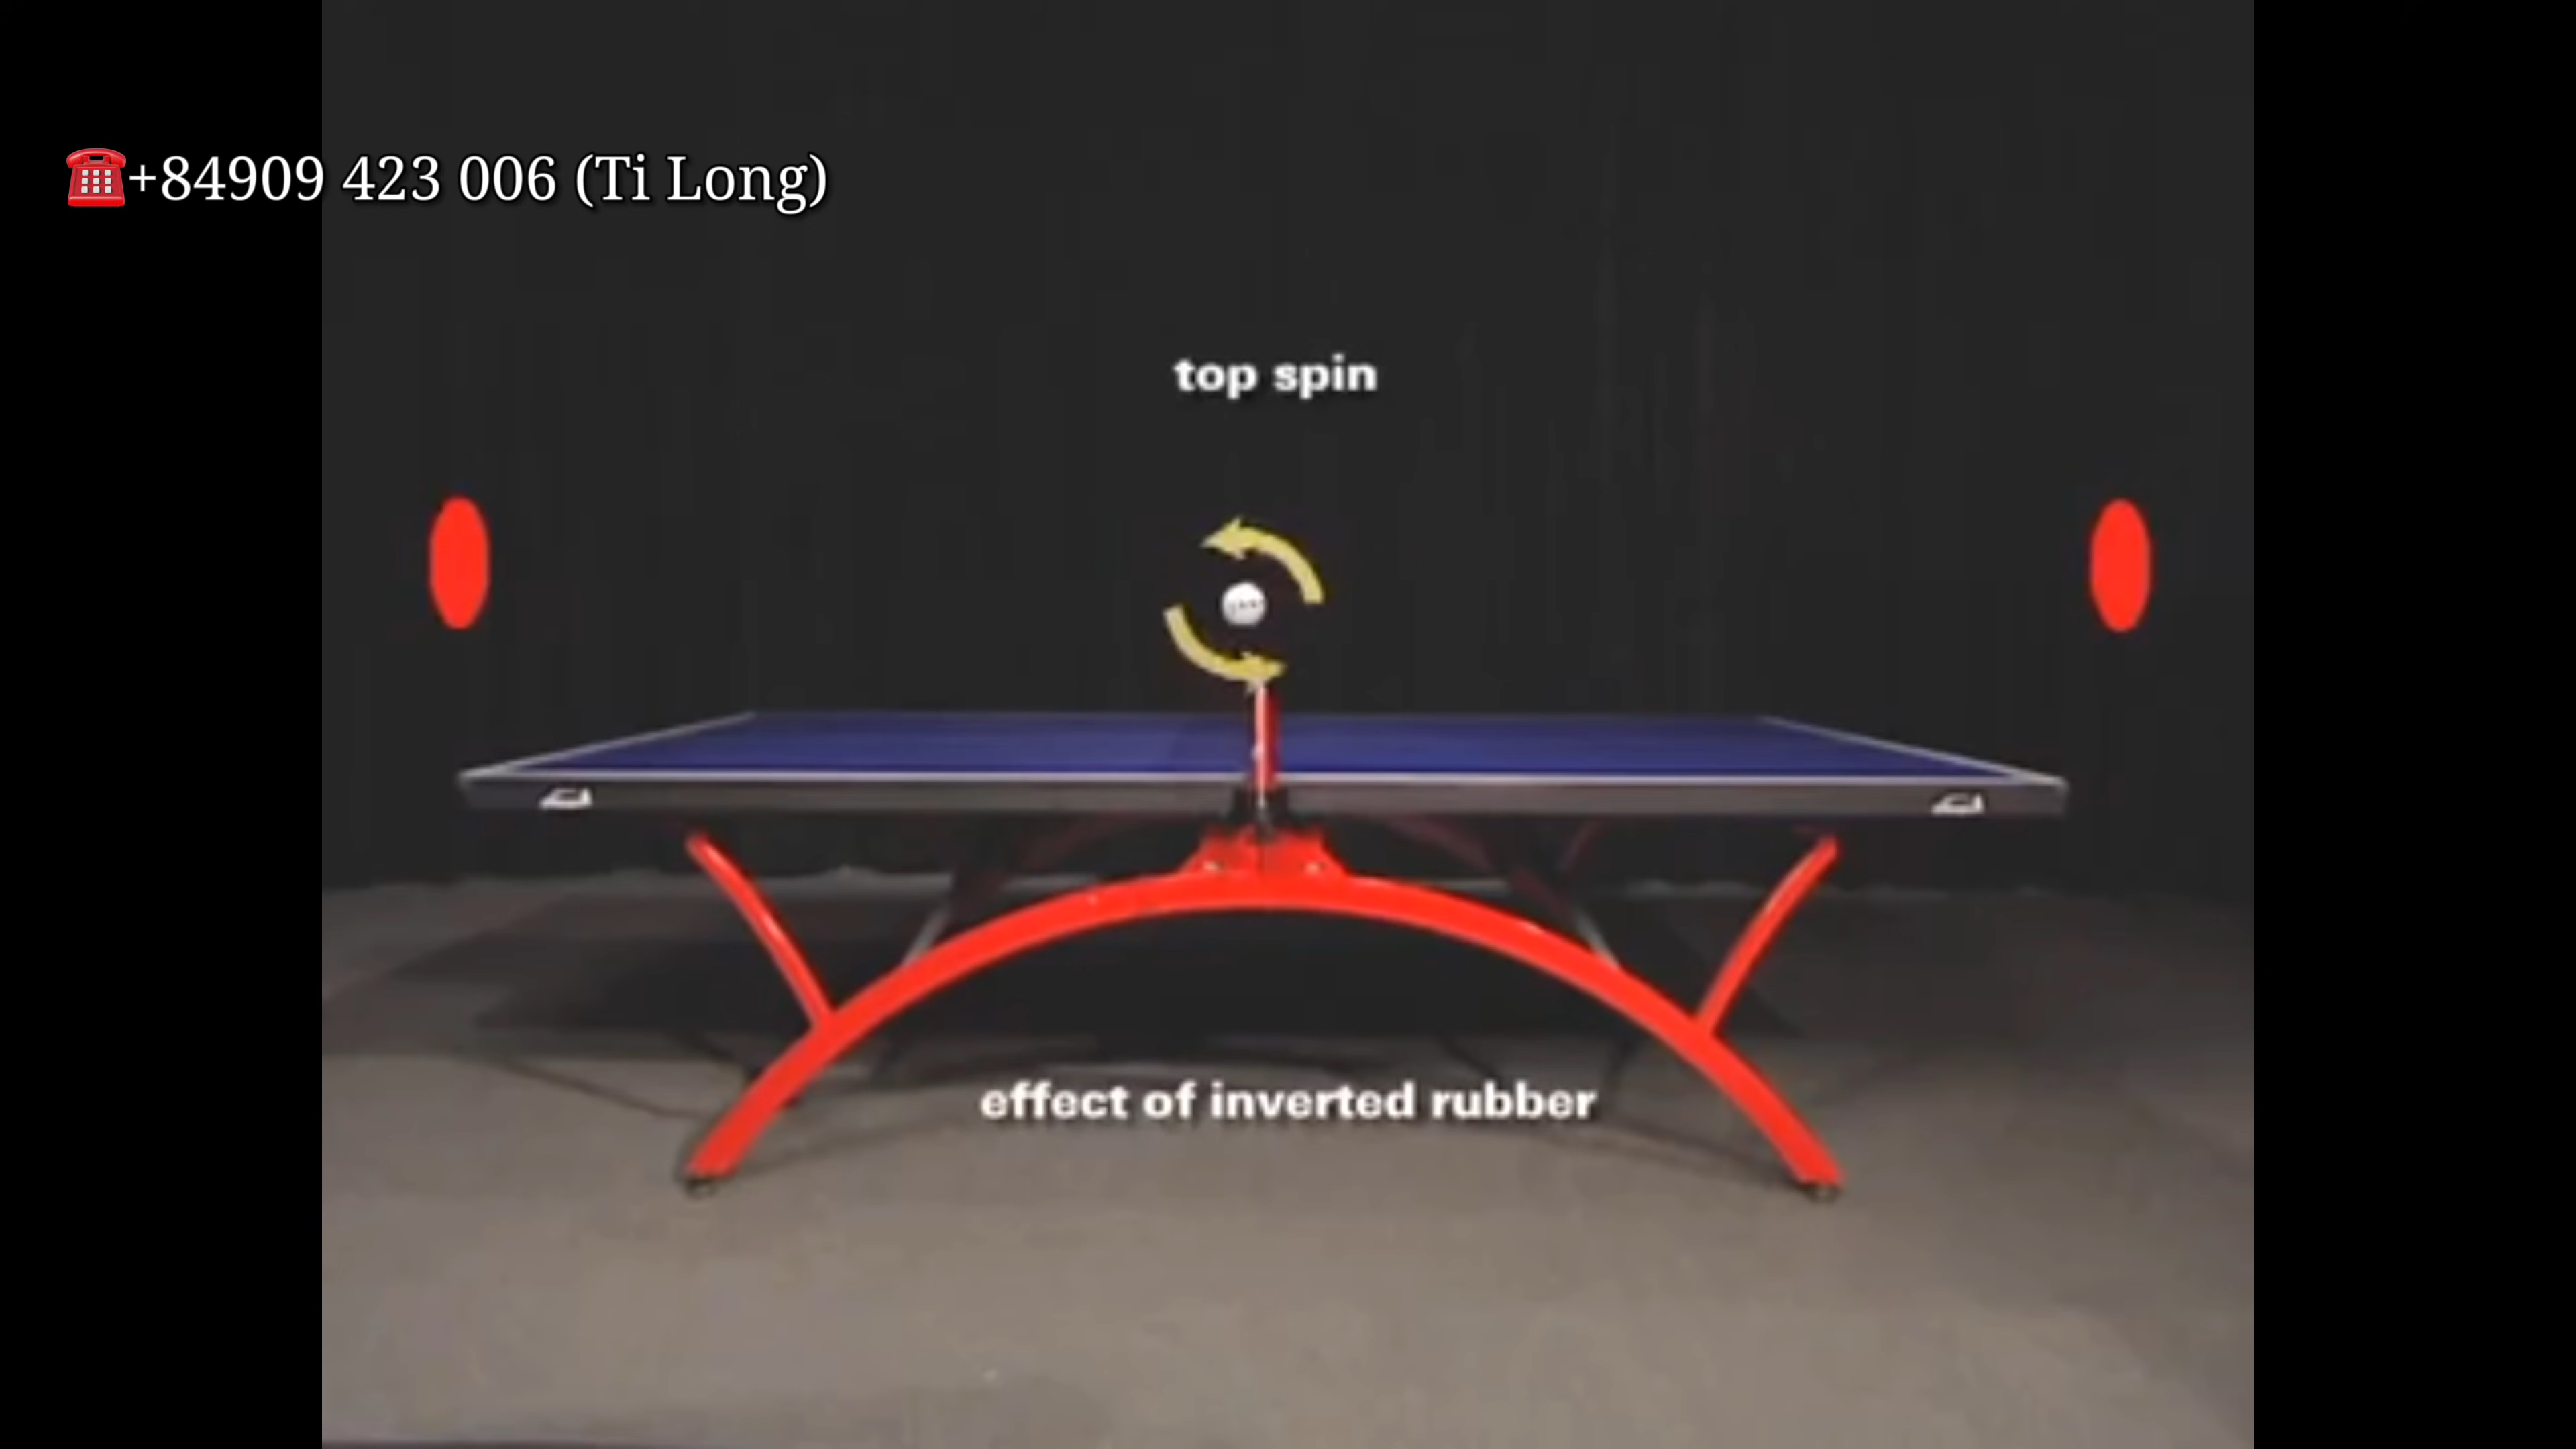 ☎️+84909 423 006 (Ti Long)
top spin
effect of inverted rubber